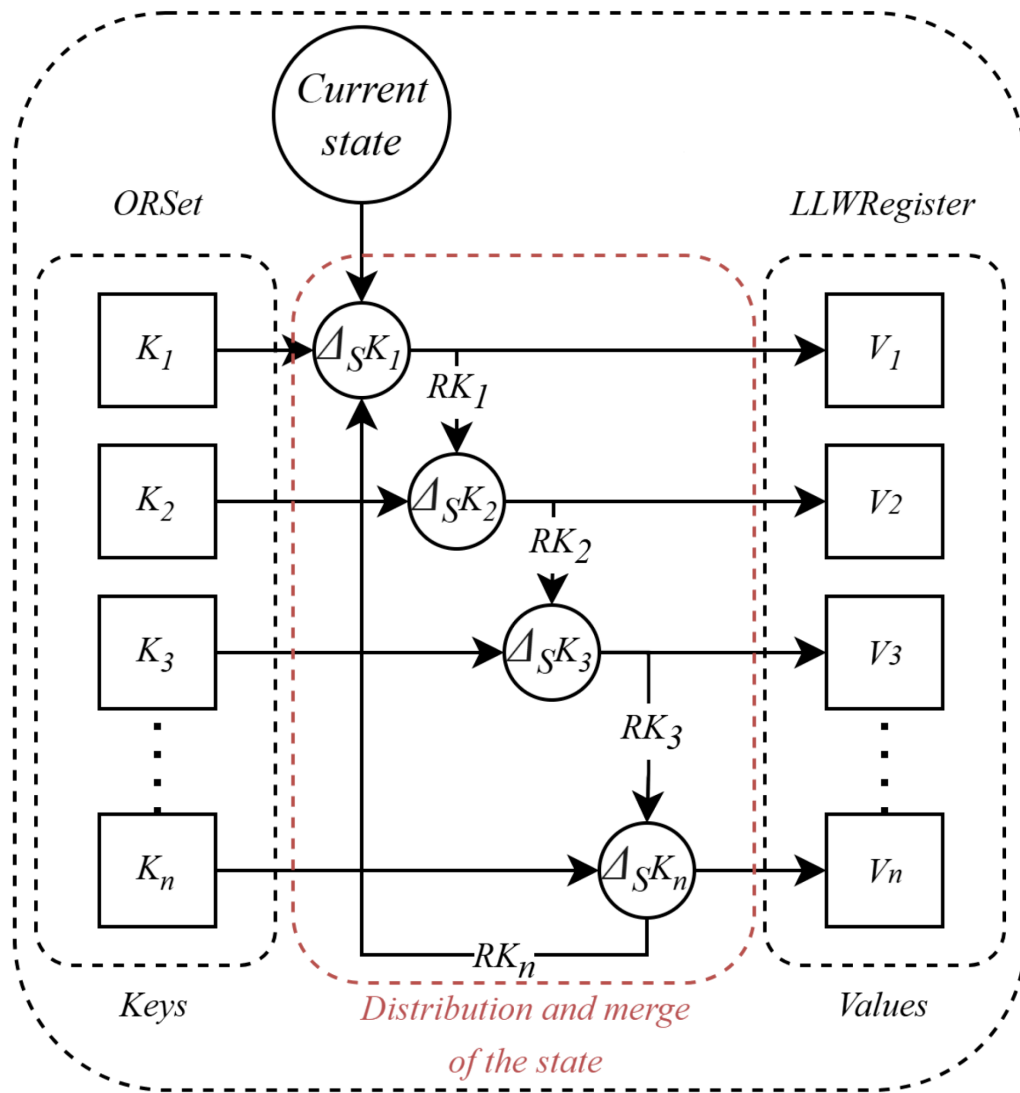 Current
state
ORSet
LLWRegister
K₁
Δ_SK₁
V₁
RK₁
K₂
Δ_SK₂
V₂
RK₂
K₃
Δ_SK₃
V₃
RK₃
Kₙ
Δ_SKₙ
Vₙ
RKₙ
Keys
Distribution and merge
of the state
Values